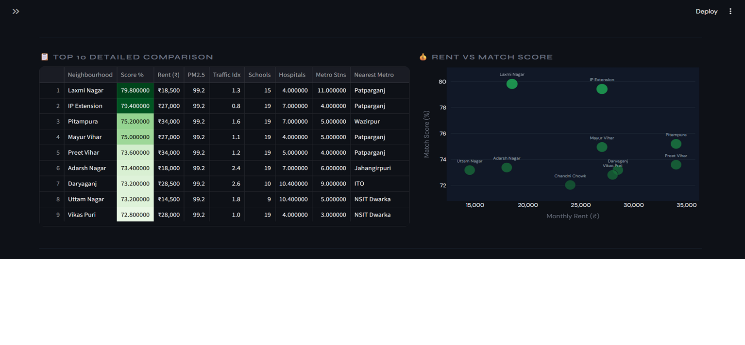 Deploy
TOP 10 DETAILED COMPARISON
Neighbourhood Score % Rent (₹) PM2.5 Traffic Idx Schools Hospitals Metro Stns Nearest Metro
1 Laxmi Nagar 79.800000 ₹18,500 99.2 1.3 15 4.000000 11.000000 Patparganj
2 IP Extension 79.400000 ₹27,000 99.2 0.8 19 7.000000 4.000000 Patparganj
3 Pitampura 75.200000 ₹34,000 99.2 1.6 19 7.000000 5.000000 Wazirpur
4 Mayur Vihar 75.000000 ₹27,000 99.2 1.1 19 4.000000 4.000000 Patparganj
5 Preet Vihar 73.600000 ₹34,000 99.2 1.2 19 5.000000 4.000000 Patparganj
6 Adarsh Nagar 73.400000 ₹18,000 99.2 2.4 19 7.000000 6.000000 Jahangirpuri
7 Daryaganj 73.200000 ₹28,500 99.2 2.6 10 10.400000 9.000000 ITO
8 Uttam Nagar 73.200000 ₹14,500 99.2 1.8 9 10.400000 5.000000 NSIT Dwarka
9 Vikas Puri 72.800000 ₹28,000 99.2 1.0 19 4.000000 3.000000 NSIT Dwarka
RENT VS MATCH SCORE
Match Score (%)
80
78
76
74
72
Laxmi Nagar
IP Extension
Pitampura
Mayur Vihar
Preet Vihar
Uttam Nagar
Adarsh Nagar
Daryaganj
Vikas Puri
Chandni Chowk
15,000 20,000 25,000 30,000 35,000
Monthly Rent (₹)